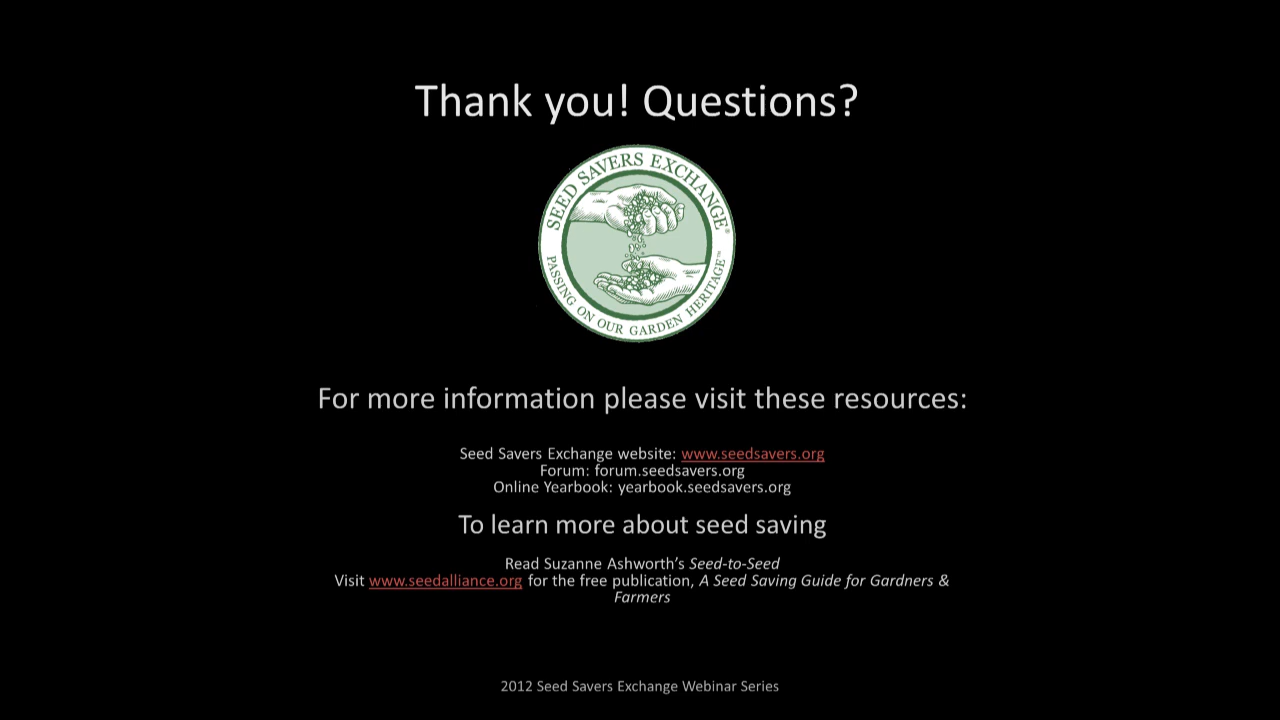 Thank you! Questions?
SEED SAVERS EXCHANGE®
PASSING ON OUR GARDEN HERITAGE™
For more information please visit these resources:
Seed Savers Exchange website: www.seedsavers.org
Forum: forum.seedsavers.org
Online Yearbook: yearbook.seedsavers.org
To learn more about seed saving
Read Suzanne Ashworth’s Seed-to-Seed
Visit www.seedalliance.org for the free publication, A Seed Saving Guide for Gardners &
Farmers
2012 Seed Savers Exchange Webinar Series